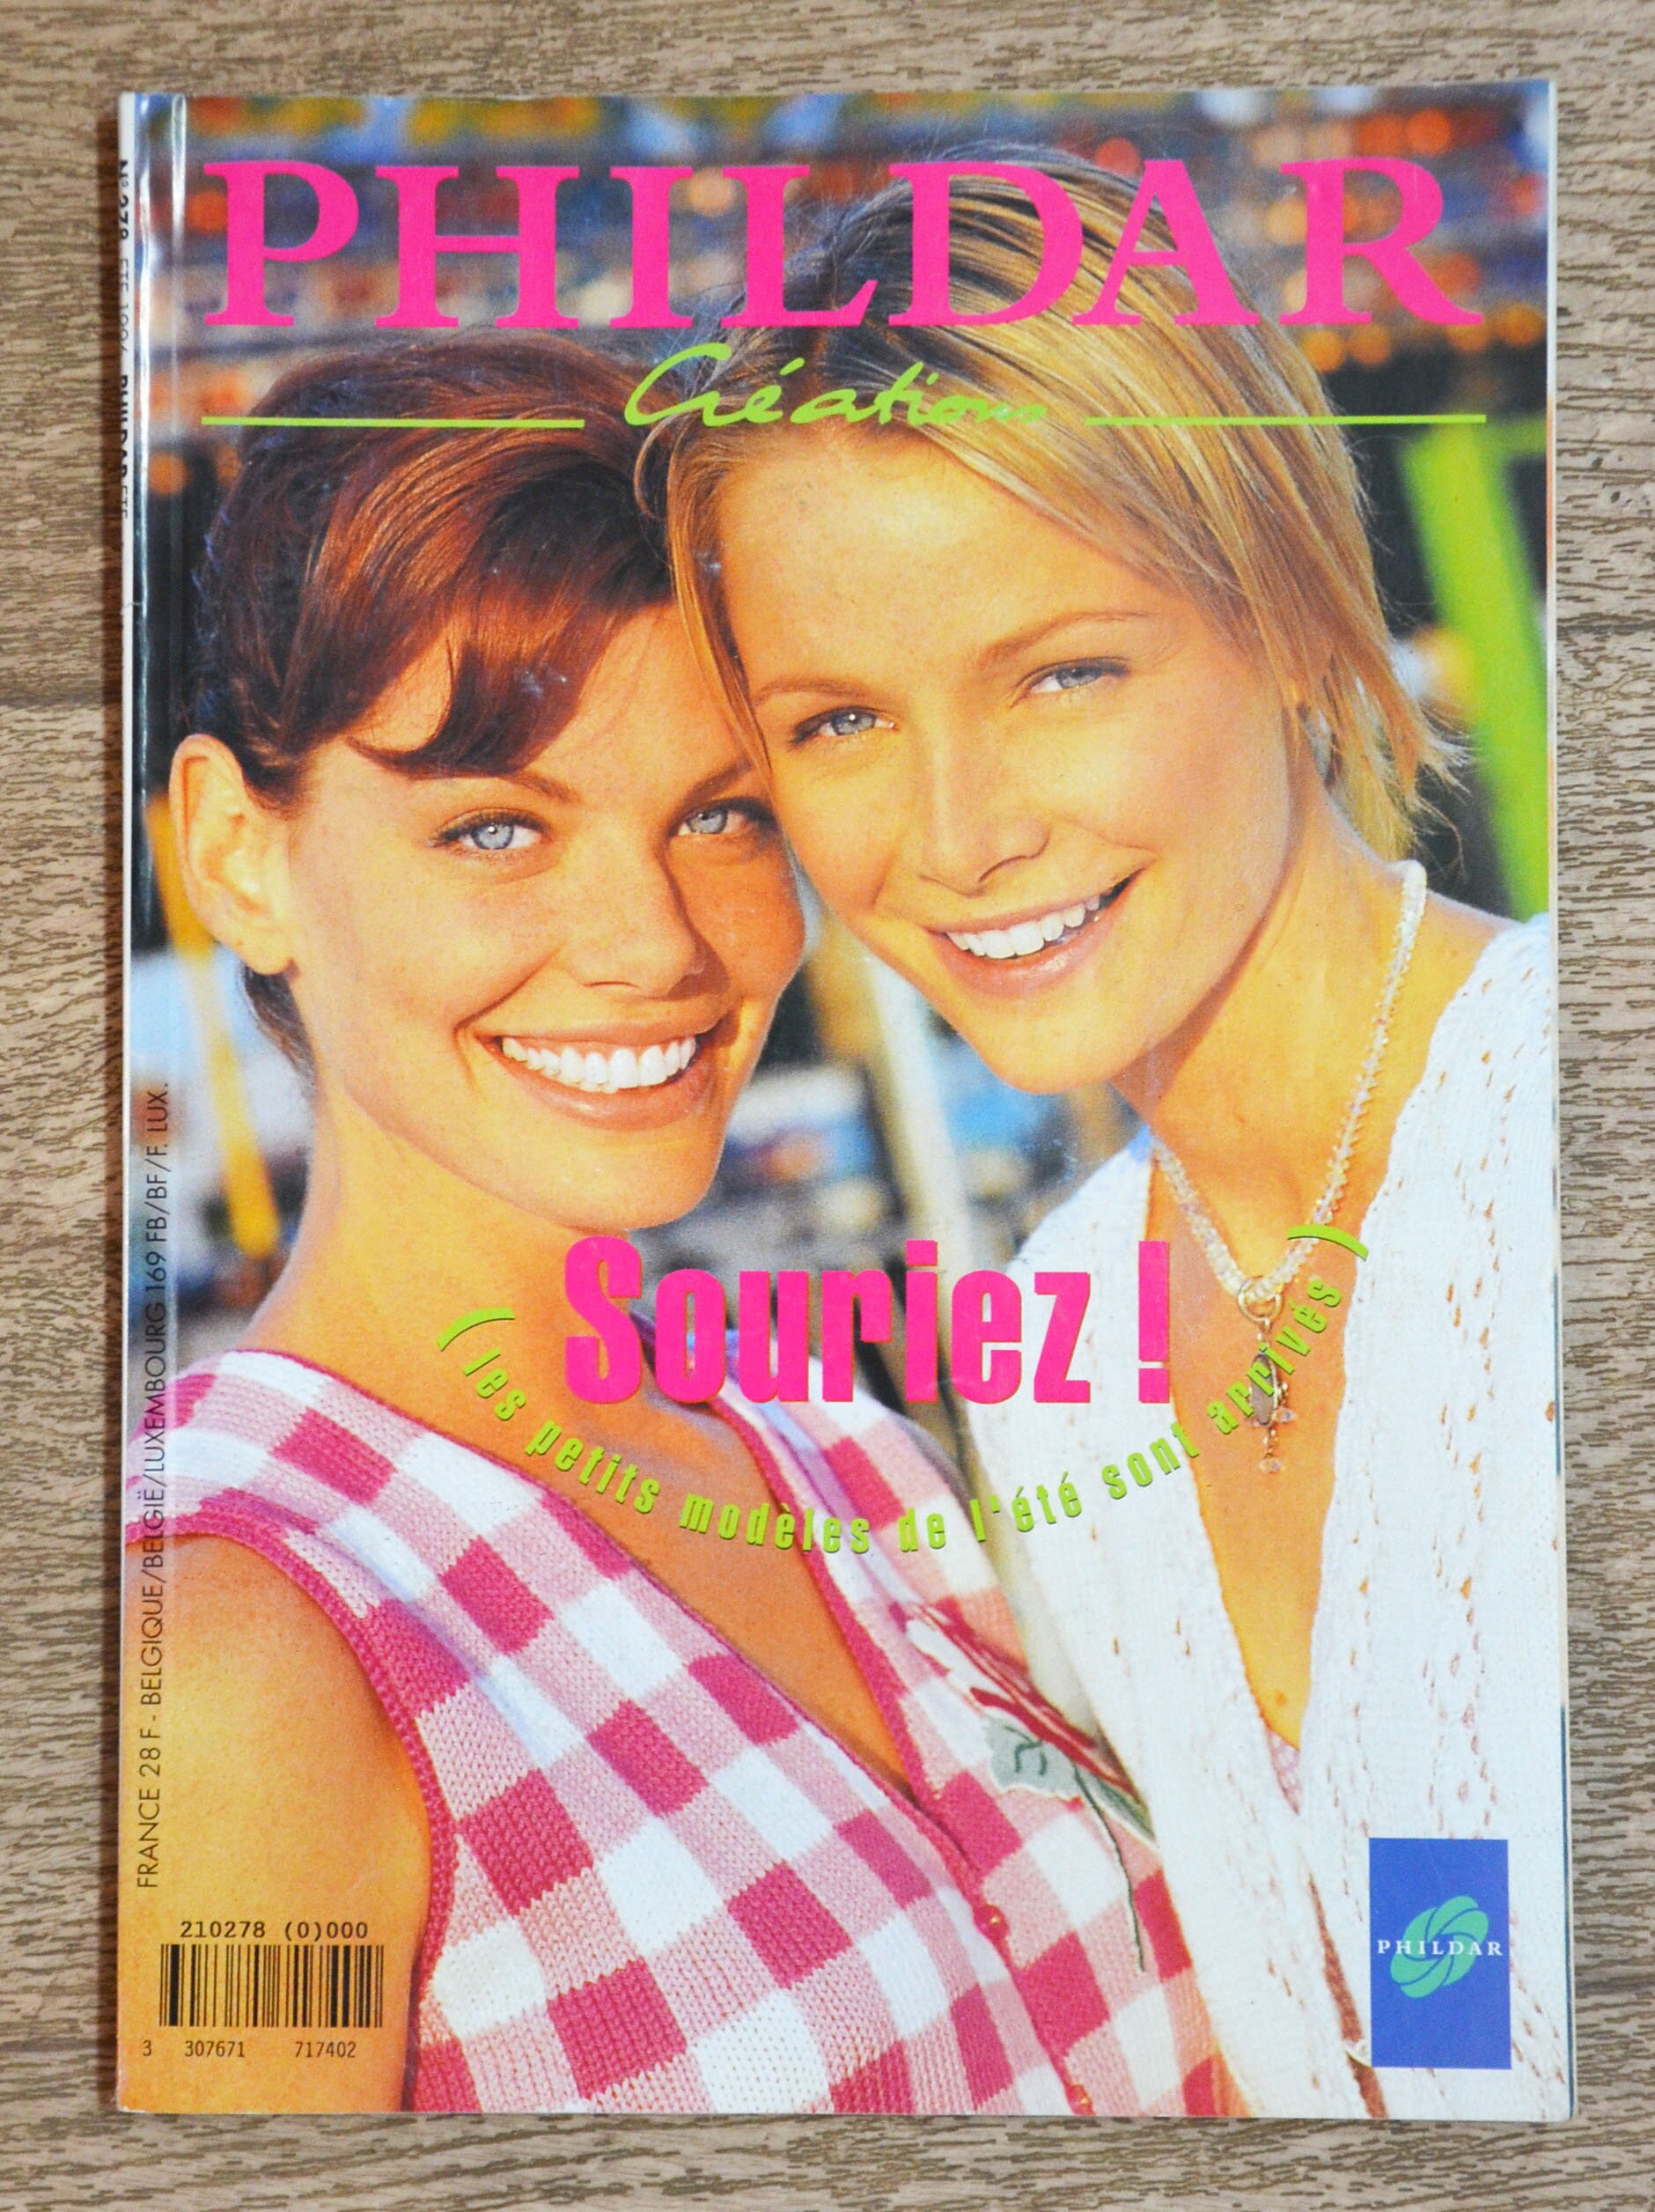 PHILDAR
Créations
Souriez !
( les petits modèles de l'été sont arrivés )
FRANCE 28 F - BELGIQUE/BELGIË/LUXEMBOURG 169 FB/BF/F. LUX.
210278 (0)000
3 307671 717402
PHILDAR